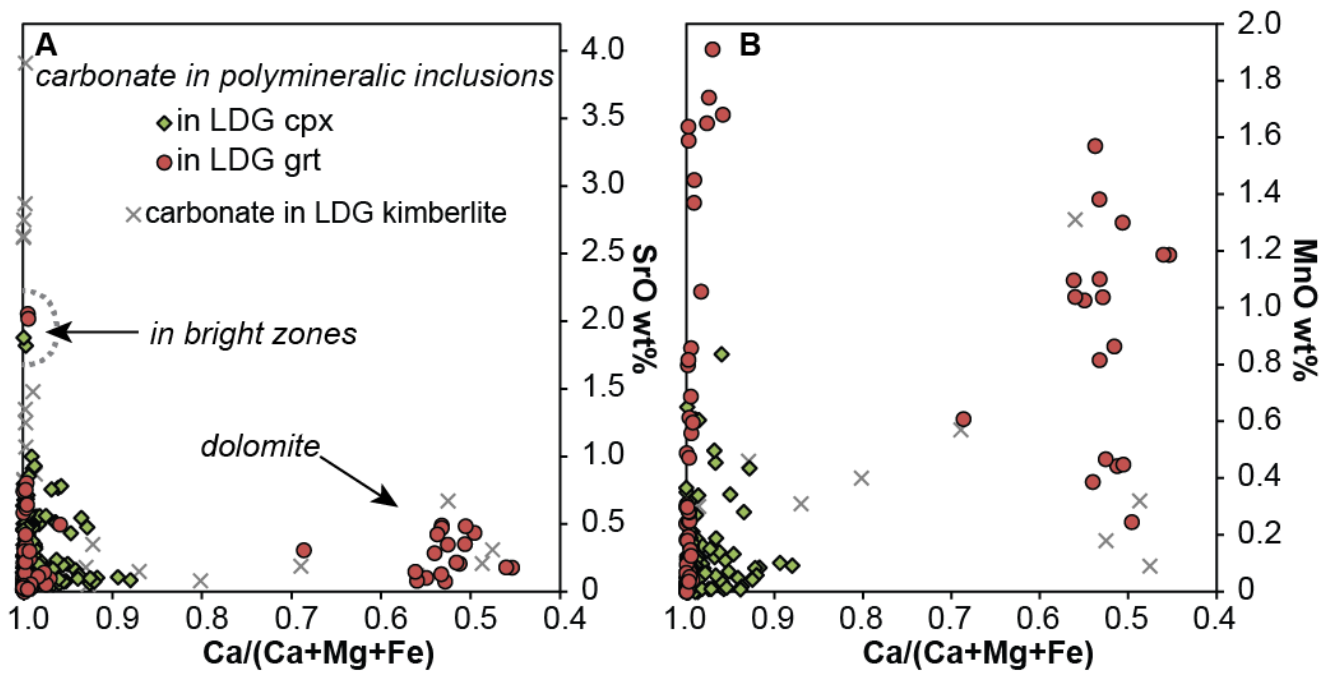 A
carbonate in polymineralic inclusions
in LDG cpx
in LDG grt
carbonate in LDG kimberlite
in bright zones
dolomite
4.0
3.5
3.0
2.5
2.0
1.5
1.0
0.5
0
SrO wt%
1.0 0.9 0.8 0.7 0.6 0.5 0.4
Ca/(Ca+Mg+Fe)
B
2.0
1.8
1.6
1.4
1.2
1.0
0.8
0.6
0.4
0.2
0
MnO wt%
1.0 0.9 0.8 0.7 0.6 0.5 0.4
Ca/(Ca+Mg+Fe)